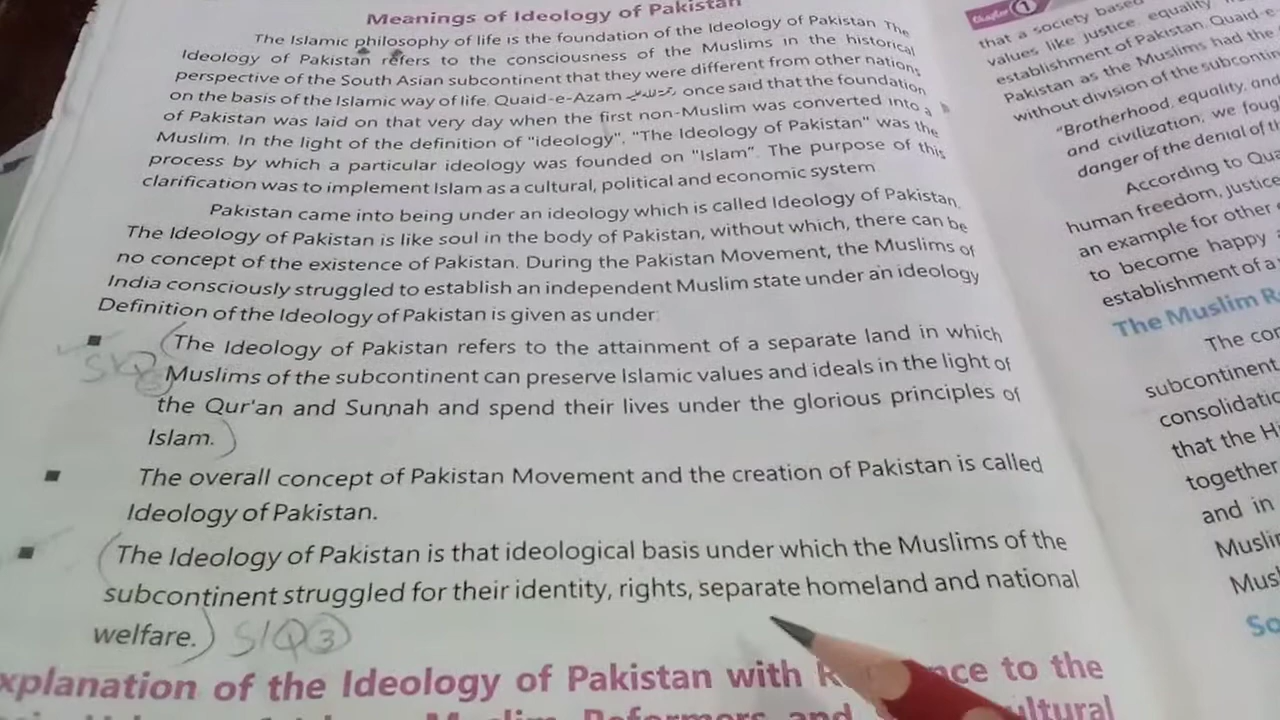 Meanings of Ideology of Pakistan
The Islamic philosophy of life is the foundation of the Ideology of Pakistan The
Ideology of Pakistan refers to the consciousness of the Muslims in the historical
perspective of the South Asian subcontinent that they were different from other nations
on the basis of the Islamic way of life. Quaid-e-Azam once said that the foundation
of Pakistan was laid on that very day when the first non-Muslim was converted into a
Muslim. In the light of the definition of "ideology", "The Ideology of Pakistan" was the
process by which a particular ideology was founded on "Islam". The purpose of this
clarification was to implement Islam as a cultural, political and economic system
Pakistan came into being under an ideology which is called Ideology of Pakistan.
The Ideology of Pakistan is like soul in the body of Pakistan, without which, there can be
no concept of the existence of Pakistan. During the Pakistan Movement, the Muslims of
India consciously struggled to establish an independent Muslim state under an ideology
Definition of the Ideology of Pakistan is given as under
(The Ideology of Pakistan refers to the attainment of a separate land in which
Muslims of the subcontinent can preserve Islamic values and ideals in the light of
the Qur'an and Sunnah and spend their lives under the glorious principles of
Islam.)
The overall concept of Pakistan Movement and the creation of Pakistan is called
Ideology of Pakistan.
(The Ideology of Pakistan is that ideological basis under which the Muslims of the
subcontinent struggled for their identity, rights, separate homeland and national
welfare.) S/Q 3
xplanation of the Ideology of Pakistan with nce to the
Muslim Reformers and ultural
Chapter 1
that a society based
values like justice, equality,
establishment of Pakistan Quaid-e-
Pakistan as the Muslims had the
without division of the subcontin
"Brotherhood, equality, and
and civilization; we foug
danger of the denial of th
According to Qua
human freedom, justice
an example for other
to become happy
establishment of a
The Muslim R
The con
subcontinent
consolidatio
that the Hi
together
and in
Muslim
Musl
So